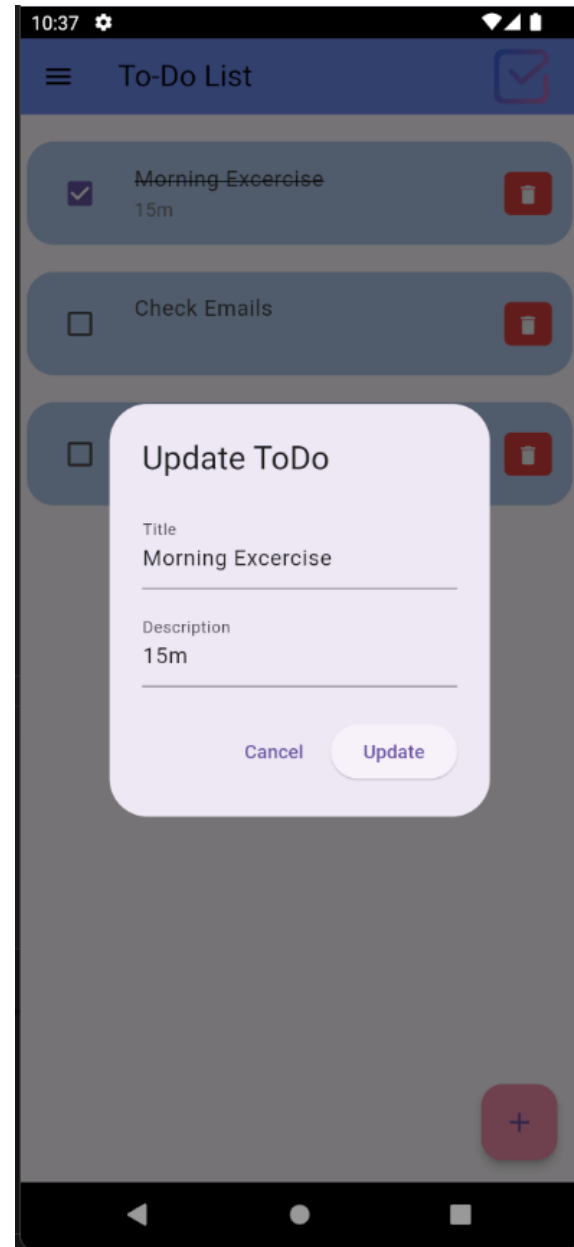 10:37
To-Do List
Morning Excercise
15m
Check Emails
Update ToDo
Title
Morning Excercise
Description
15m
Cancel Update
+